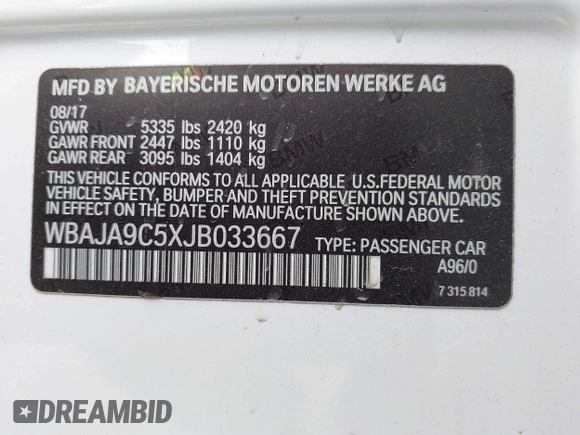 MFD BY BAYERISCHE MOTOREN WERKE AG
08/17
GVWR 5335 lbs 2420 kg
GAWR FRONT 2447 lbs 1110 kg
GAWR REAR 3095 lbs 1404 kg
THIS VEHICLE CONFORMS TO ALL APPLICABLE U.S.FEDERAL MOTOR
VEHICLE SAFETY, BUMPER AND THEFT PREVENTION STANDARDS
IN EFFECT ON THE DATE OF MANUFACTURE SHOWN ABOVE.
WBAJA9C5XJB033667 TYPE: PASSENGER CAR
A96/0
7 315 814
DREAMBID